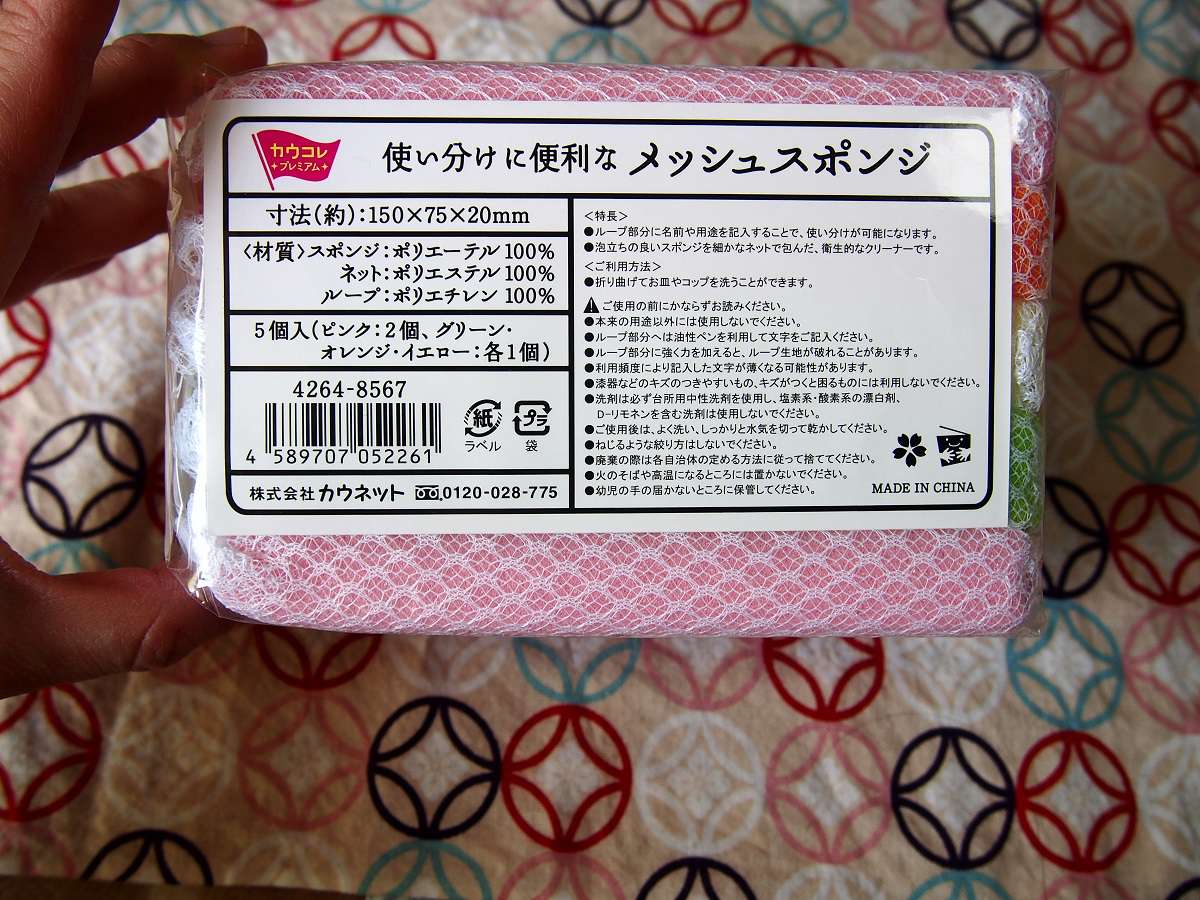 カウコレ
プレミアム
使い分けに便利な メッシュスポンジ
寸法(約):150×75×20mm
〈材質〉スポンジ:ポリエーテル 100%
ネット:ポリエステル 100%
ループ:ポリエチレン 100%
5個入(ピンク:2個、グリーン・
オレンジ・イエロー:各1個)
4264-8567
4 589707 052261
紙
ラベル
プラ
袋
株式会社 カウネット 0120-028-775
<特長>
●ループ部分に名前や用途を記入することで、使い分けが可能になります。
●泡立ちの良いスポンジを細かなネットで包んだ、衛生的なクリーナーです。
<ご利用方法>
●折り曲げてお皿やコップを洗うことができます。
ご使用の前にかならずお読みください。
●本来の用途以外には使用しないでください。
●ループ部分へは油性ペンを利用して文字をご記入ください。
●ループ部分に強く力を加えると、ループ生地が破れることがあります。
●利用頻度により記入した文字が薄くなる可能性があります。
●漆器などのキズのつきやすいもの、キズがつくと困るものには利用しないでください。
●洗剤は必ず台所用中性洗剤を使用し、塩素系・酸素系の漂白剤、
D-リモネンを含む洗剤は使用しないでください。
●ご使用後は、よく洗い、しっかりと水気を切って乾かしてください。
●ねじるような絞り方はしないでください。
●廃棄の際は各自治体の定める方法に従って捨ててください。
●火のそばや高温になるところには置かないでください。
●幼児の手の届かないところに保管してください。
MADE IN CHINA